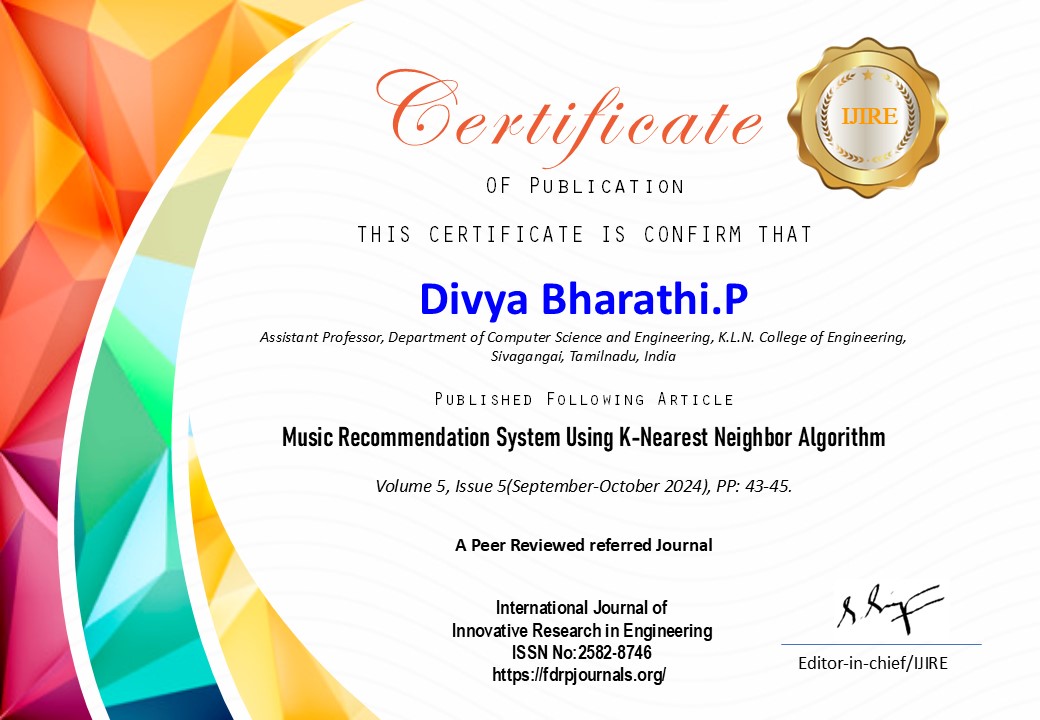 Certificate
IJIRE
OF PUBLICATION
THIS CERTIFICATE IS CONFIRM THAT
Divya Bharathi.P
Assistant Professor, Department of Computer Science and Engineering, K.L.N. College of Engineering,
Sivagangai, Tamilnadu, India
PUBLISHED FOLLOWING ARTICLE
Music Recommendation System Using K-Nearest Neighbor Algorithm
Volume 5, Issue 5(September-October 2024), PP: 43-45.
A Peer Reviewed referred Journal
International Journal of
Innovative Research in Engineering
ISSN No:2582-8746
https://fdrpjournals.org/
Editor-in-chief/IJIRE